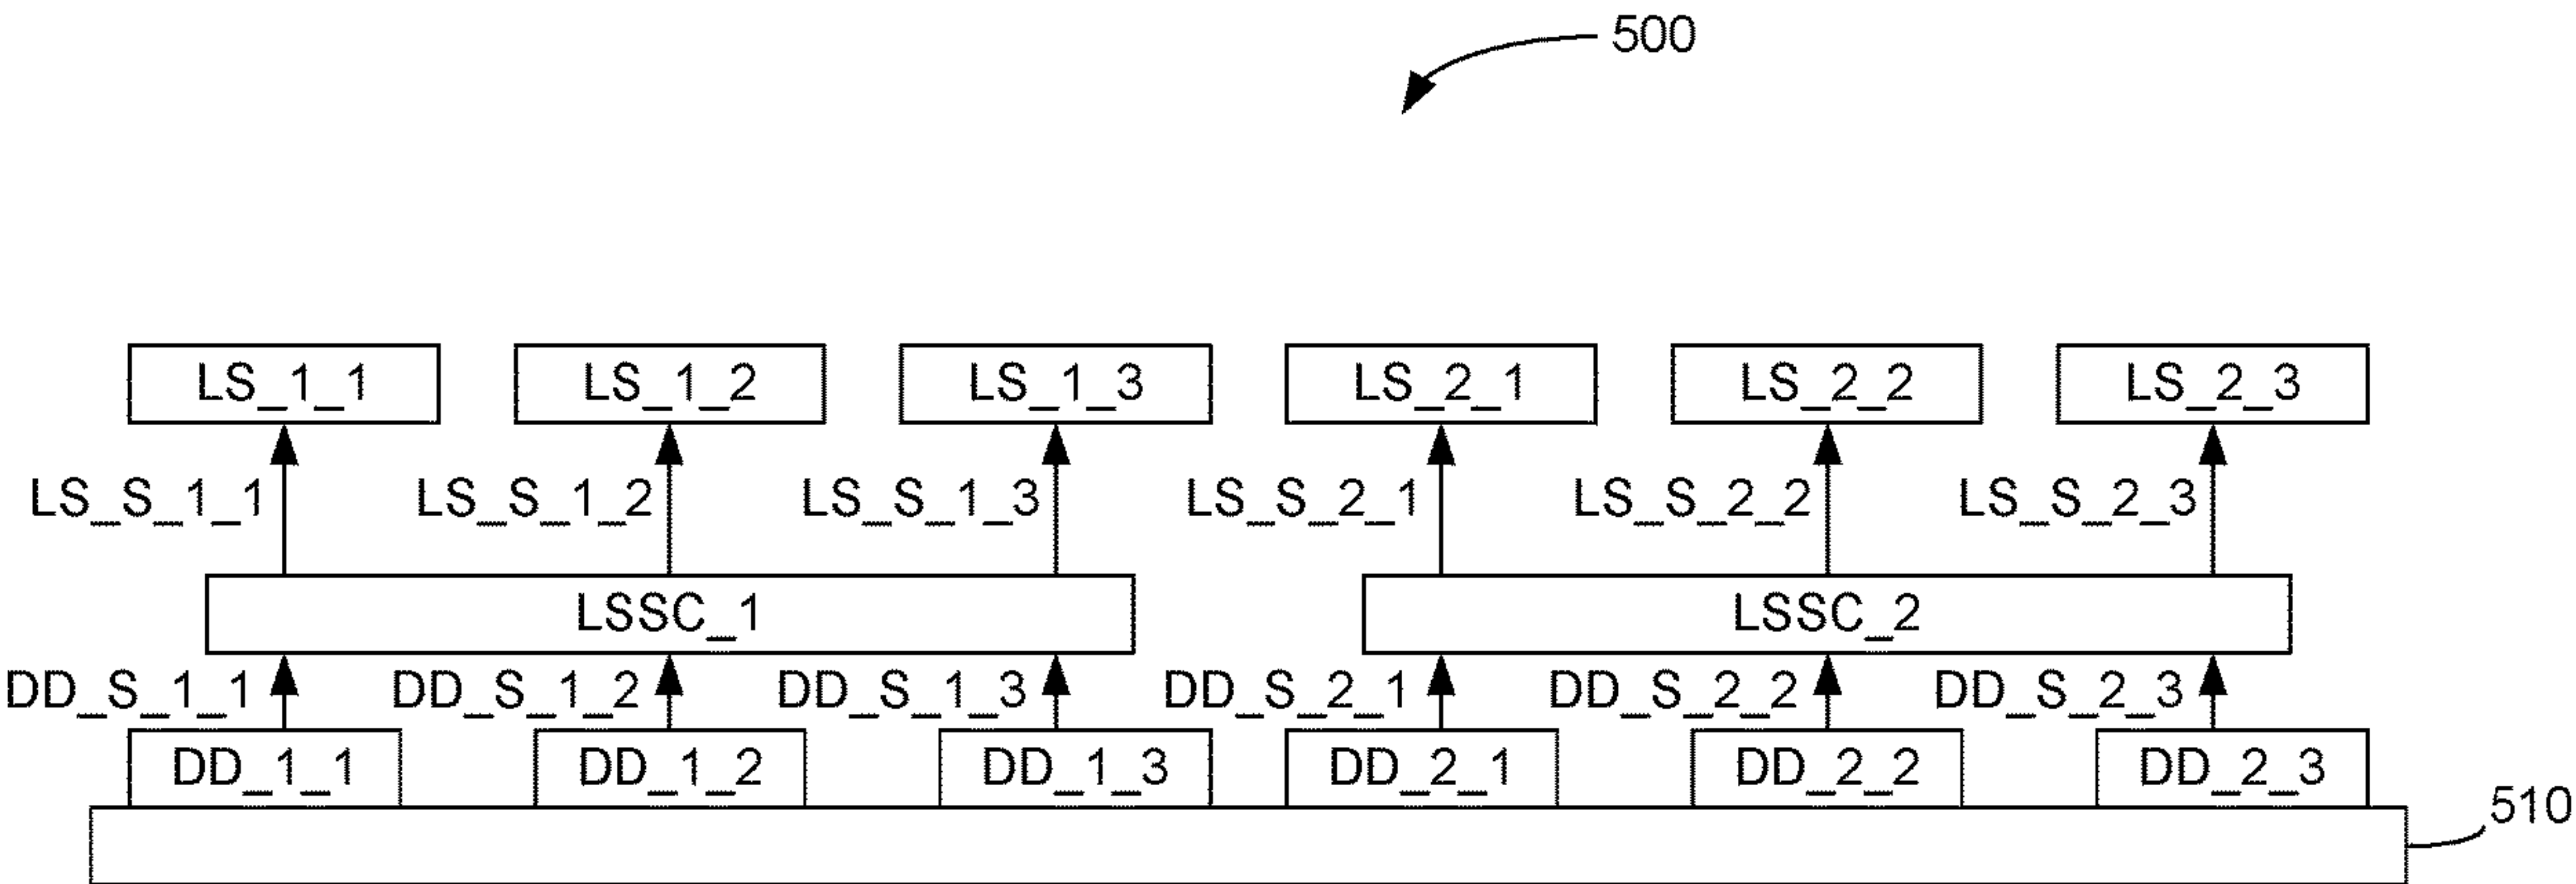 500
LS_1_1 LS_1_2 LS_1_3 LS_2_1 LS_2_2 LS_2_3
LS_S_1_1 LS_S_1_2 LS_S_1_3 LS_S_2_1 LS_S_2_2 LS_S_2_3
LSSC_1 LSSC_2
DD_S_1_1 DD_S_1_2 DD_S_1_3 DD_S_2_1 DD_S_2_2 DD_S_2_3
DD_1_1 DD_1_2 DD_1_3 DD_2_1 DD_2_2 DD_2_3
510